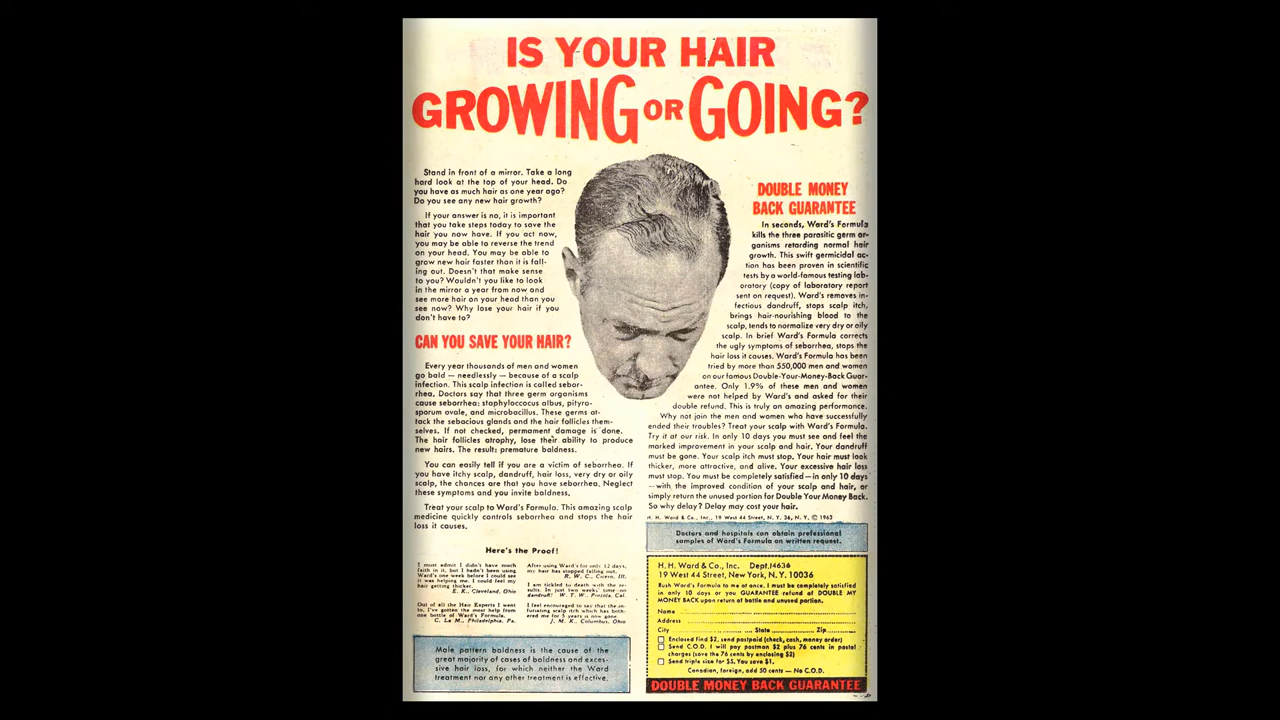 IS YOUR HAIR
GROWING OR GOING?
Stand in front of a mirror. Take a long
hard look at the top of your head. Do
you have as much hair as one year ago?
Do you see any new hair growth?
If your answer is no, it is important
that you take steps today to save the
hair you now have. If you act now,
you may be able to reverse the trend
on your head. You may be able to
grow new hair faster than it is fall-
ing out. Doesn't that make sense
to you? Wouldn't you like to look
in the mirror a year from now and
see more hair on your head than you
see now? Why lose your hair if you
don't have to?
CAN YOU SAVE YOUR HAIR?
Every year thousands of men and women
go bald — needlessly — because of a scalp
infection. This scalp infection is called sebor-
rhea. Doctors say that three germ organisms
cause seborrhea: staphyloccocus albus, pityro-
sporum ovale, and microbacillus. These germs at-
tack the sebacious glands and the hair follicles them-
selves. If not checked, permament damage is done.
The hair follicles atrophy, lose their ability to produce
new hairs. The result: premature baldness.
You can easily tell if you are a victim of seborrhea. If
you have itchy scalp, dandruff, hair loss, very dry or oily
scalp, the chances are that you have seborrhea. Neglect
these symptoms and you invite baldness.
Treat your scalp to Ward's Formula. This amazing scalp
medicine quickly controls seborrhea and stops the hair
loss it causes.
Here's the Proof!
I must admit I didn't have much
faith in it, but I hadn't been using
Ward's one week before I could see
it was helping me. I could feel my
hair getting thicker.
E. K., Cleveland, Ohio
Out of all the Hair Experts I went
to, I've gotten the most help from
one bottle of Ward's Formula.
C. La M., Philadelphia, Pa.
After using Ward's for only 12 days,
my hair has stopped falling out.
R. W. C., Cicero, Ill.
I am tickled to death with the re-
sults. In just two weeks' time—no
dandruff! W. T. W., Portola, Cal.
I feel encouraged to say that the in-
furiating scalp itch which has both-
ered me for 5 years is now gone.
J. M. K., Columbus, Ohio
Male pattern baldness is the cause of the
great majority of cases of baldness and exces-
sive hair loss, for which neither the Ward
treatment nor any other treatment is effective.
DOUBLE MONEY
BACK GUARANTEE
In seconds, Ward's Formula
kills the three parasitic germ or-
ganisms retarding normal hair
growth. This swift germicidal ac-
tion has been proven in scientific
tests by a world-famous testing lab-
oratory (copy of laboratory report
sent on request). Ward's removes in-
fectious dandruff, stops scalp itch,
brings hair-nourishing blood to the
scalp, tends to normalize very dry or oily
scalp. In brief Ward's Formula corrects
the ugly symptoms of seborrhea, stops the
hair loss it causes. Ward's Formula has been
tried by more than 550,000 men and women
on our famous Double-Your-Money-Back Guar-
antee. Only 1.9% of these men and women
were not helped by Ward's and asked for their
double refund. This is truly an amazing performance.
Why not join the men and women who have successfully
ended their troubles? Treat your scalp with Ward's Formula.
Try it at our risk. In only 10 days you must see and feel the
marked improvement in your scalp and hair. Your dandruff
must be gone. Your scalp itch must stop. Your hair must look
thicker, more attractive, and alive. Your excessive hair loss
must stop. You must be completely satisfied—in only 10 days
—with the improved condition of your scalp and hair, or
simply return the unused portion for Double Your Money Back.
So why delay? Delay may cost your hair.
H. H. Ward & Co., Inc., 19 West 44 Street, N. Y. 36, N. Y. © 1963
Doctors and hospitals can obtain professional
samples of Ward's Formula on written request.
H. H. Ward & Co., Inc. Dept.14636
19 West 44 Street, New York, N. Y. 10036
Rush Ward's Formula to me at once. I must be completely satisfied
in only 10 days or you GUARANTEE refund of DOUBLE MY
MONEY BACK upon return of bottle and unused portion.
Name
Address
City State Zip
Enclosed find $2, send postpaid (check, cash, money order)
Send C.O.D. I will pay postman $2 plus 76 cents in postal
charges (save the 76 cents by enclosing $2)
Send triple size for $5. You save $1.
Canadian, foreign, add 50 cents — No C.O.D.
DOUBLE MONEY BACK GUARANTEE